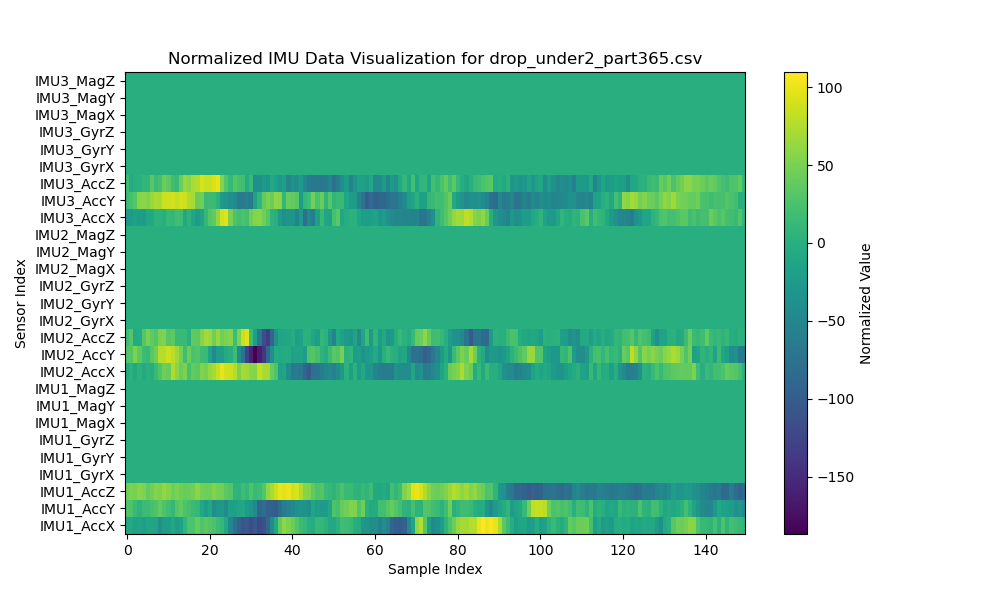 Normalized IMU Data Visualization for drop_under2_part365.csv
IMU3_MagZ
IMU3_MagY
IMU3_MagX
IMU3_GyrZ
IMU3_GyrY
IMU3_GyrX
IMU3_AccZ
IMU3_AccY
IMU3_AccX
IMU2_MagZ
IMU2_MagY
IMU2_MagX
IMU2_GyrZ
IMU2_GyrY
IMU2_GyrX
IMU2_AccZ
IMU2_AccY
IMU2_AccX
IMU1_MagZ
IMU1_MagY
IMU1_MagX
IMU1_GyrZ
IMU1_GyrY
IMU1_GyrX
IMU1_AccZ
IMU1_AccY
IMU1_AccX
Sensor Index
0 20 40 60 80 100 120 140
Sample Index
100
50
0
−50
−100
−150
Normalized Value